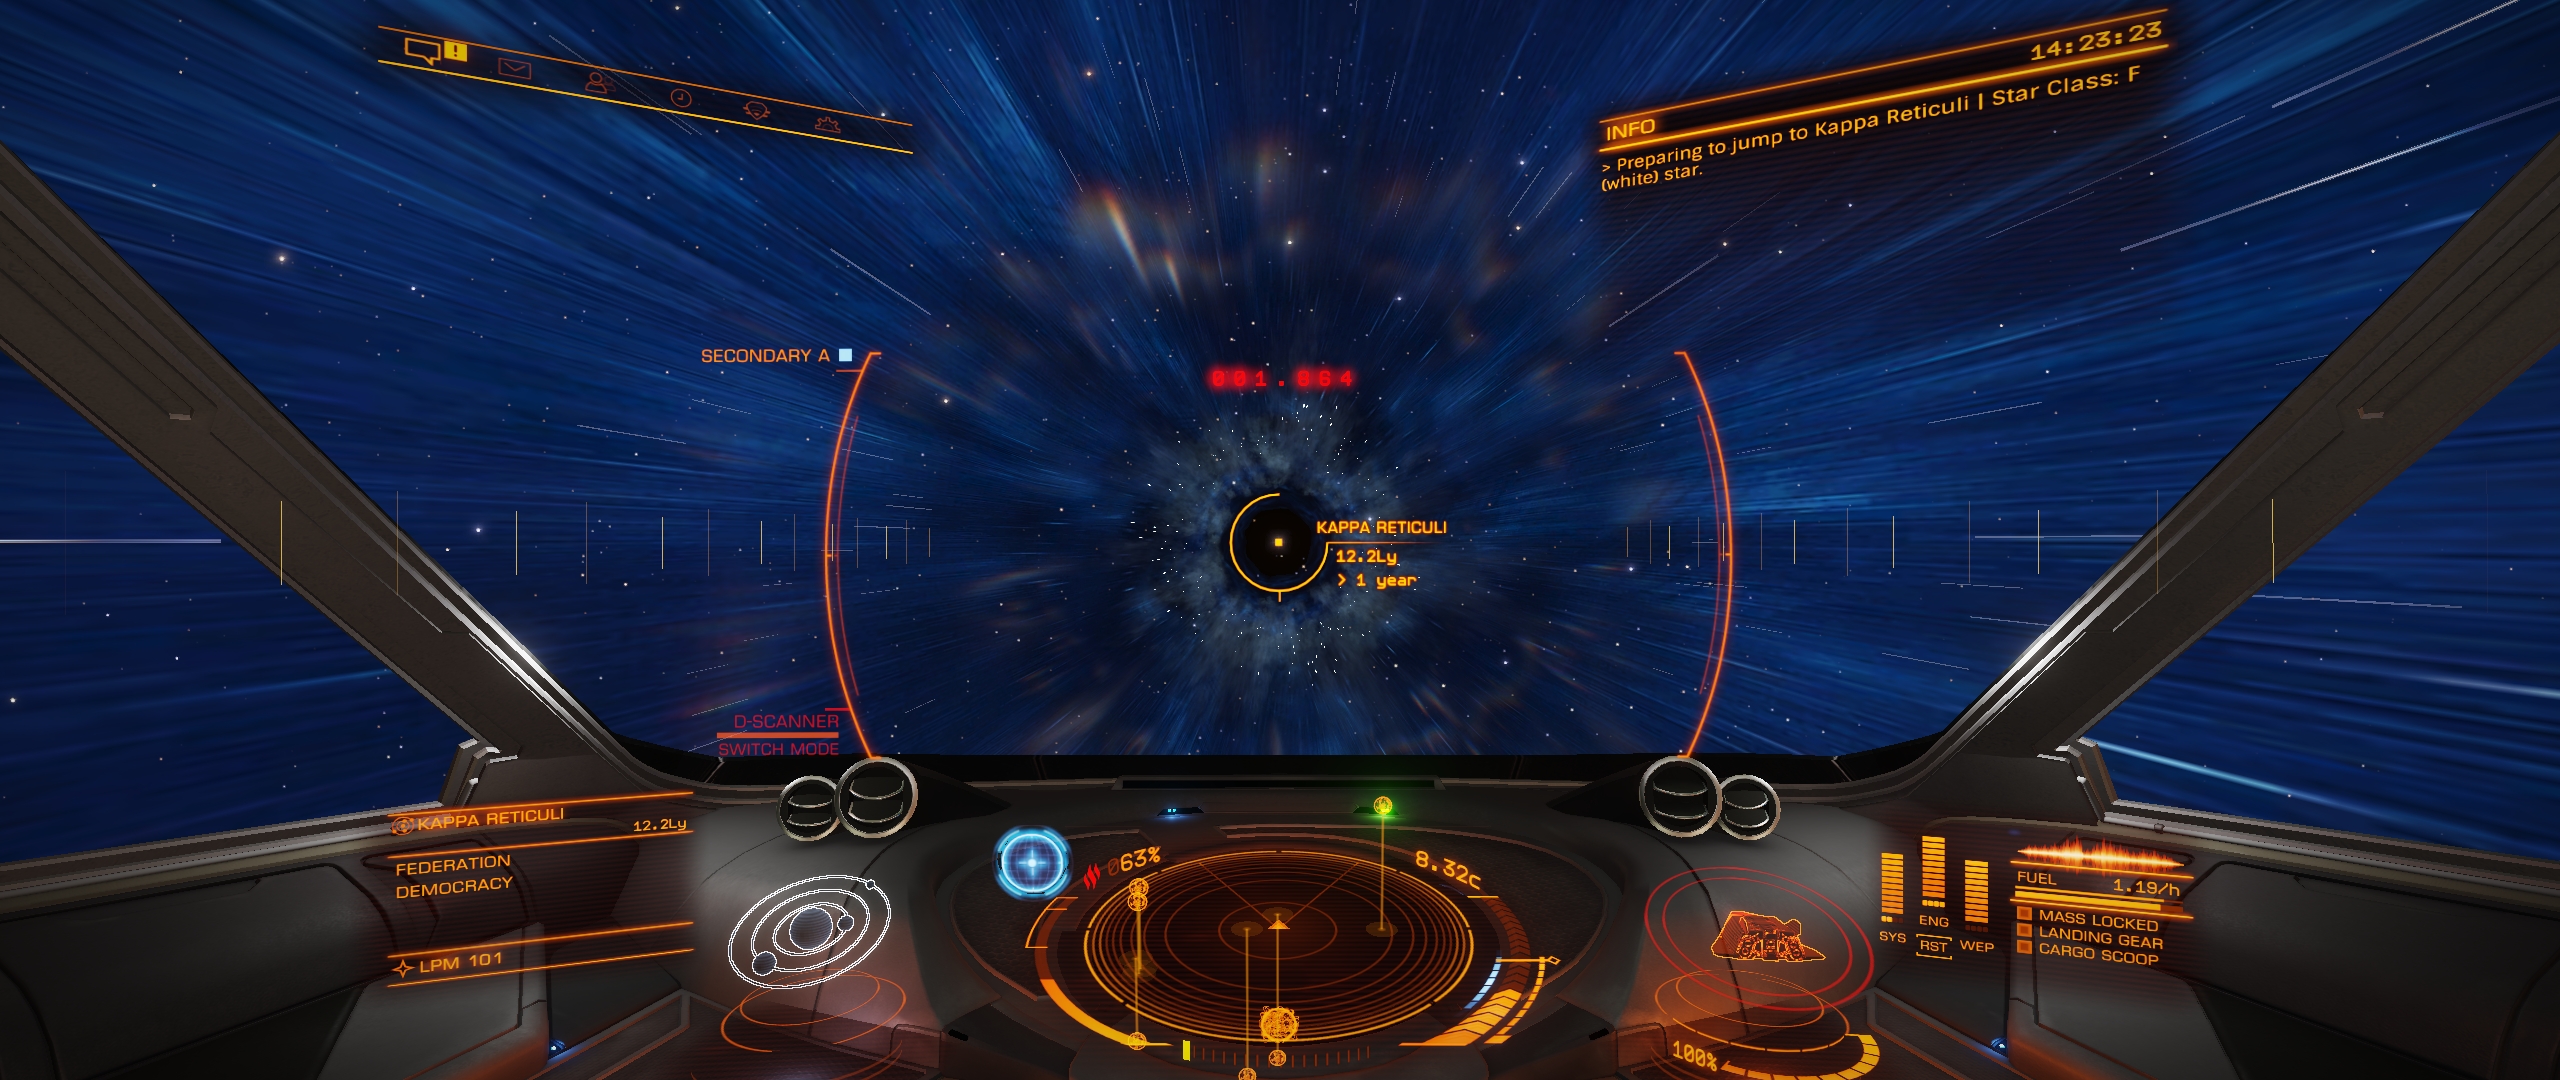 14:23:23
INFO
> Preparing to jump to Kappa Reticuli | Star Class: F
(white) star.
SECONDARY A
001.864
KAPPA RETICULI
12.2Ly
> 1 year
D-SCANNER
SWITCH MODE
KAPPA RETICULI
12.2Ly
FEDERATION
DEMOCRACY
LPM 101
063%
8.32c
SYS
ENG
RST
WEP
FUEL 1.19/h
MASS LOCKED
LANDING GEAR
CARGO SCOOP
100%